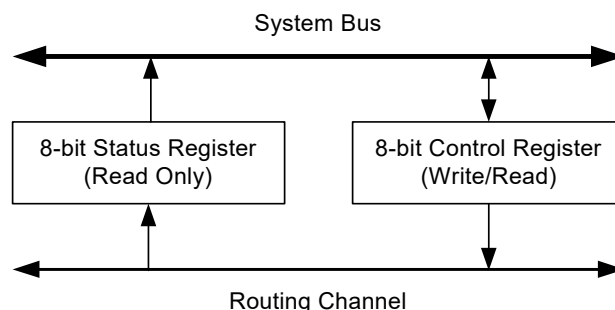 System Bus
8-bit Status Register
(Read Only)
8-bit Control Register
(Write/Read)
Routing Channel